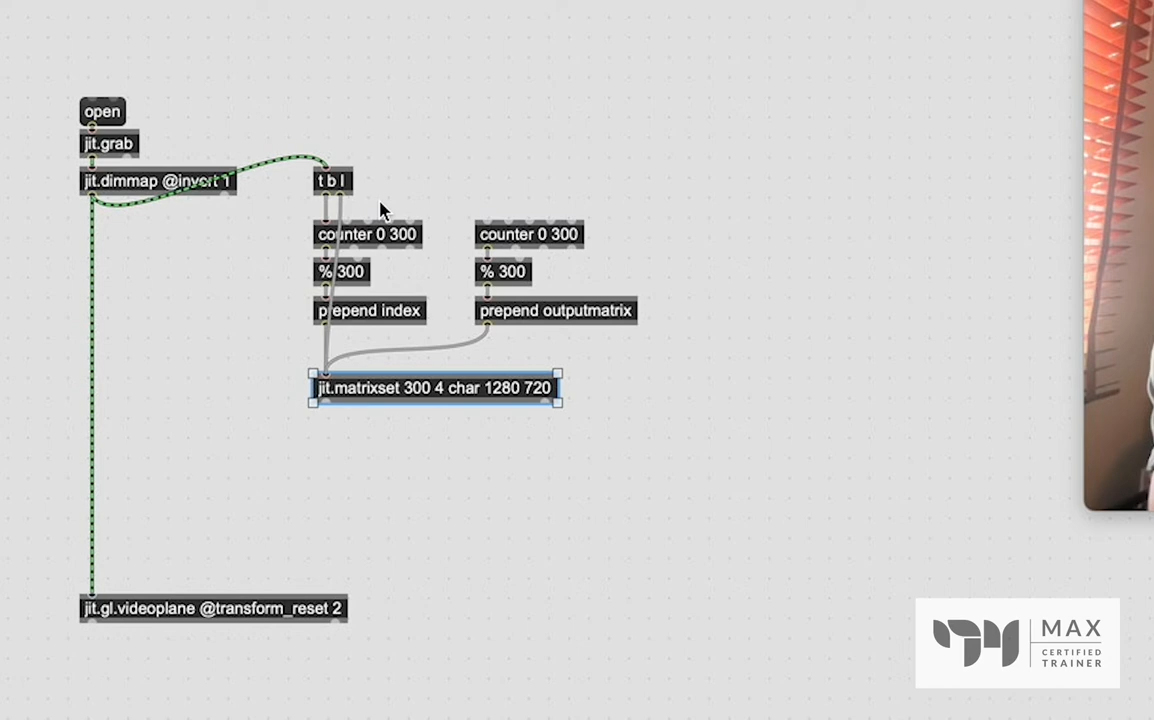 open
jit.grab
jit.dimmap @invert 1
t b l
counter 0 300
counter 0 300
% 300
% 300
prepend index
prepend outputmatrix
jit.matrixset 300 4 char 1280 720
jit.gl.videoplane @transform_reset 2
MAX
CERTIFIED
TRAINER